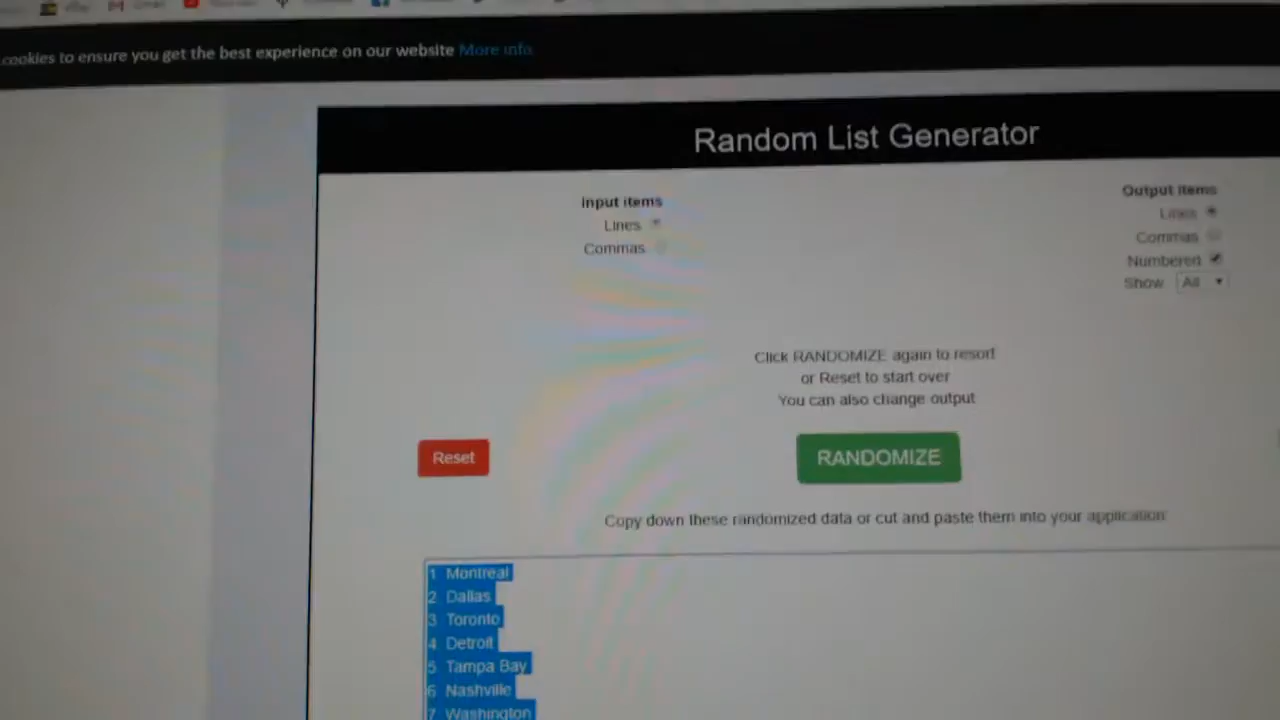 cookies to ensure you get the best experience on our website More info
Random List Generator
Input items
Lines
Commas
Output items
Lines
Commas
Numbered
Show All
Click RANDOMIZE again to resort
or Reset to start over
You can also change output
Reset
RANDOMIZE
Copy down these randomized data or cut and paste them into your application
1 Montreal
2 Dallas
3 Toronto
4 Detroit
5 Tampa Bay
6 Nashville
7 Washington